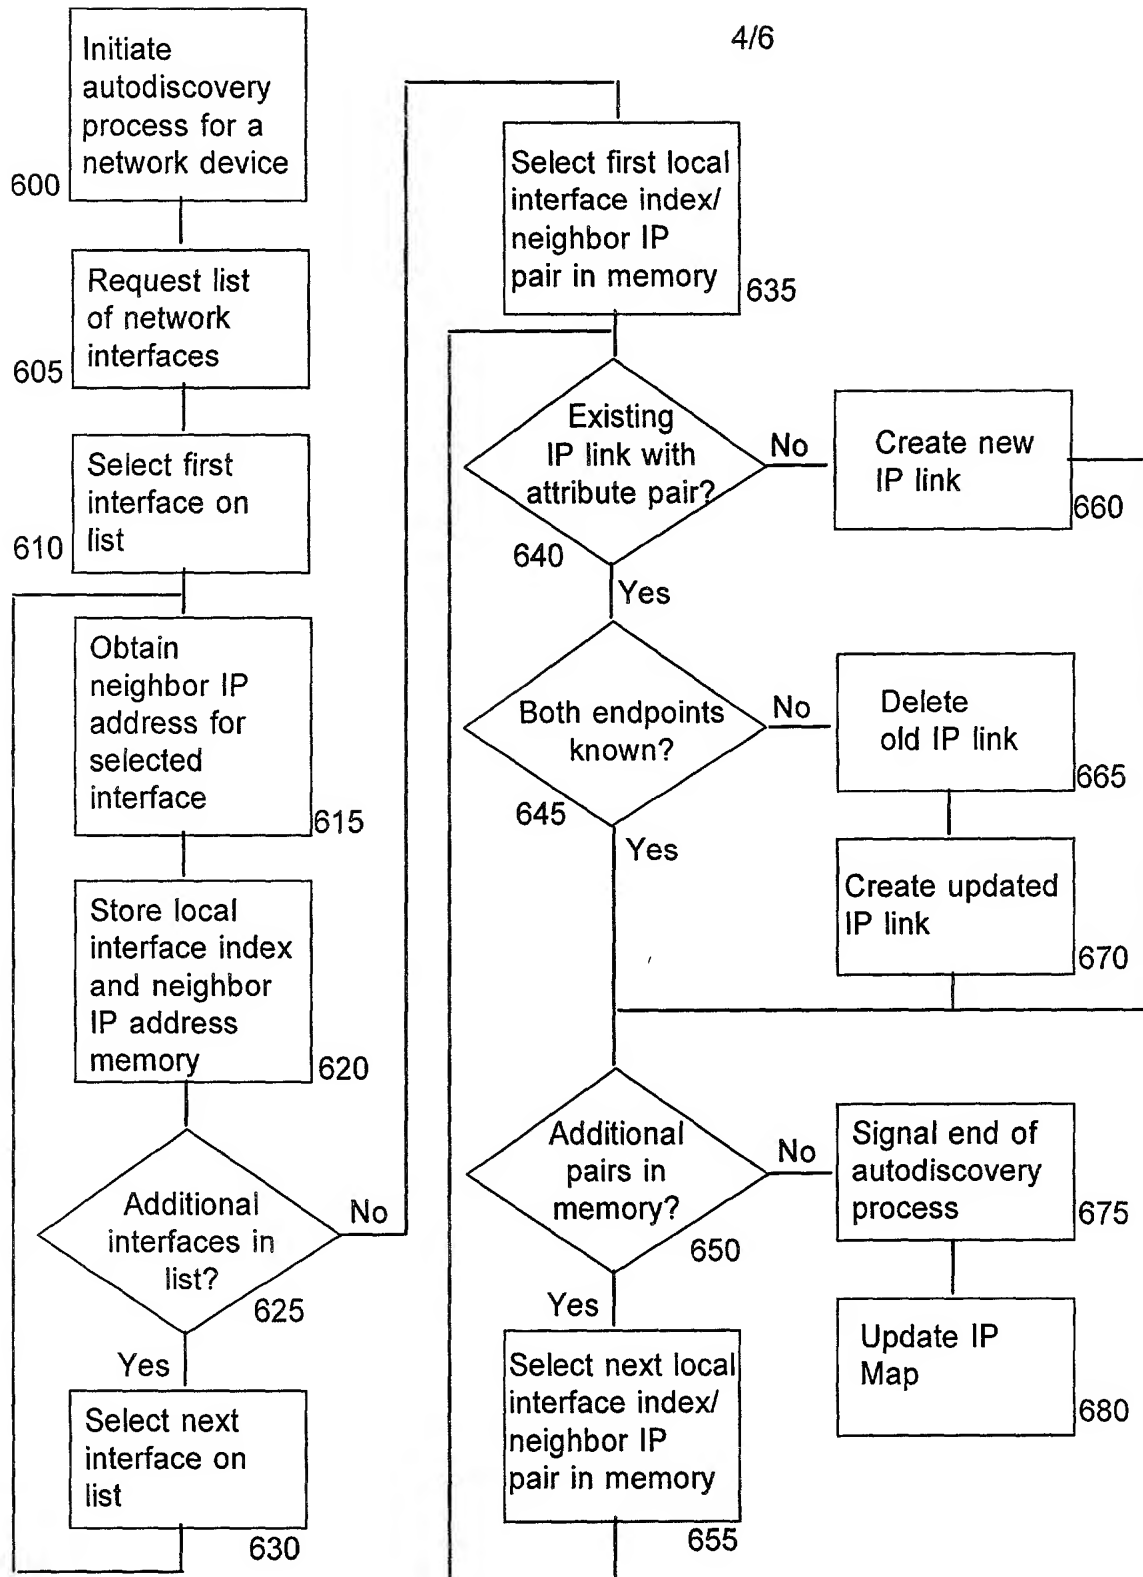 4/6
Initiate
autodiscovery
process for a
network device
600
Request list
of network
interfaces
605
Select first
interface on
list
610
Obtain
neighbor IP
address for
selected
interface
615
Store local
interface index
and neighbor
IP address
memory
620
Additional
interfaces in
list?
625
No
Yes
Select next
interface on
list
630
Select first local
interface index/
neighbor IP
pair in memory
635
Existing
IP link with
attribute pair?
640
No
Create new
IP link
660
Yes
Both endpoints
known?
645
No
Delete
old IP link
665
Yes
Create updated
IP link
670
Additional
pairs in
memory?
650
No
Signal end of
autodiscovery
process
675
Yes
Select next local
interface index/
neighbor IP
pair in memory
655
Update IP
Map
680